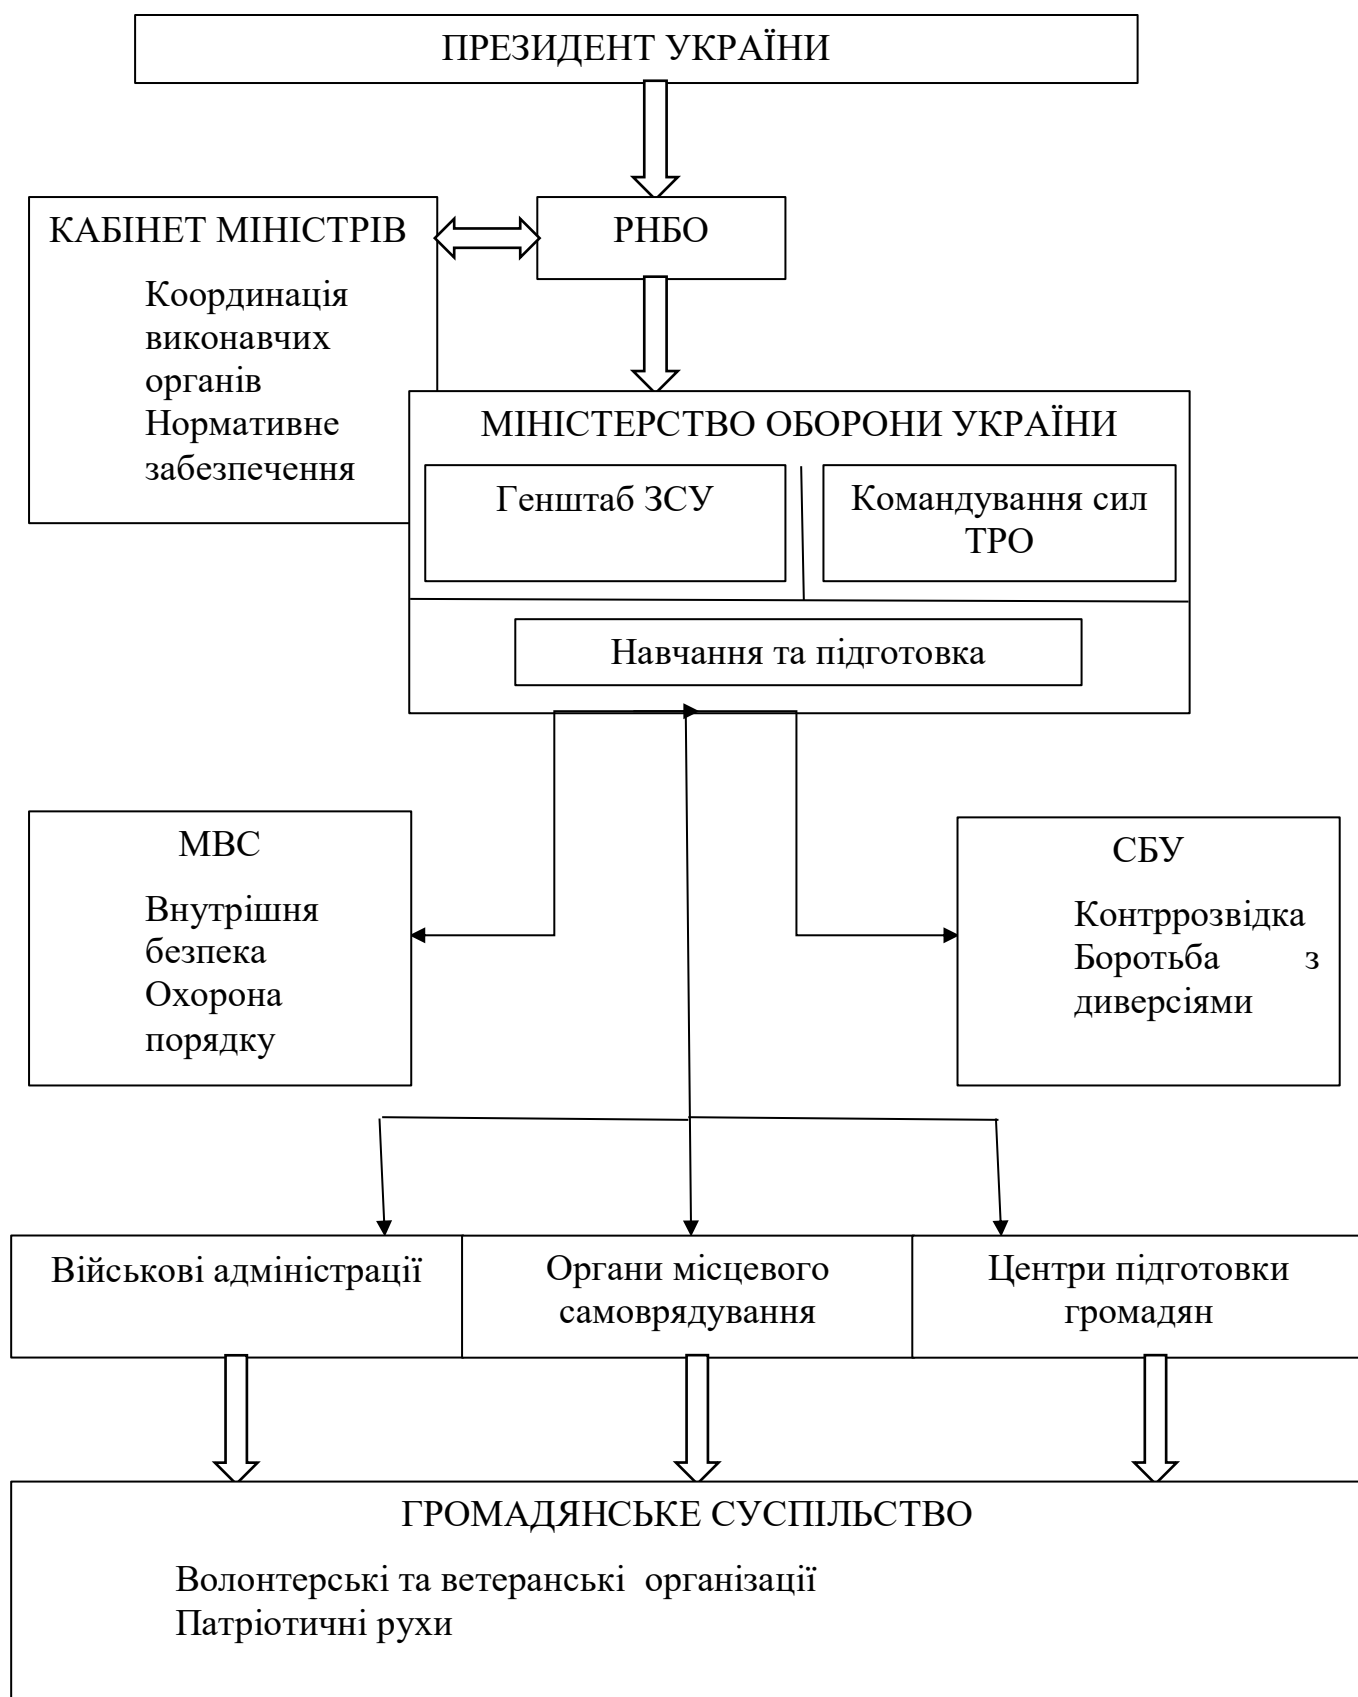 ПРЕЗИДЕНТ УКРАЇНИ
КАБІНЕТ МІНІСТРІВ
Координація
виконавчих
органів
Нормативне
забезпечення
РНБО
МІНІСТЕРСТВО ОБОРОНИ УКРАЇНИ
Генштаб ЗСУ
Командування сил
ТРО
Навчання та підготовка
МВС
Внутрішня
безпека
Охорона
порядку
СБУ
Контррозвідка
Боротьба з
диверсіями
Військові адміністрації
Органи місцевого
самоврядування
Центри підготовки
громадян
ГРОМАДЯНСЬКЕ СУСПІЛЬСТВО
Волонтерські та ветеранські організації
Патріотичні рухи